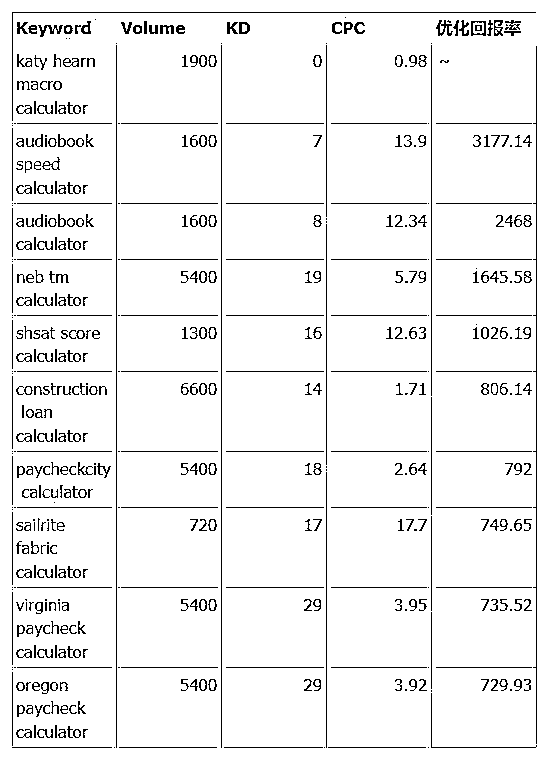 Keyword Volume KD CPC 优化回报率
katy hearn 1900 0 0.98 ~
macro
calculator
audiobook 1600 7 13.9 3177.14
speed
calculator
audiobook 1600 8 12.34 2468
calculator
neb tm 5400 19 5.79 1645.58
calculator
shsat score 1300 16 12.63 1026.19
calculator
construction 6600 14 1.71 806.14
loan
calculator
paycheckcity 5400 18 2.64 792
calculator
sailrite 720 17 17.7 749.65
fabric
calculator
virginia 5400 29 3.95 735.52
paycheck
calculator
oregon 5400 29 3.92 729.93
paycheck
calculator